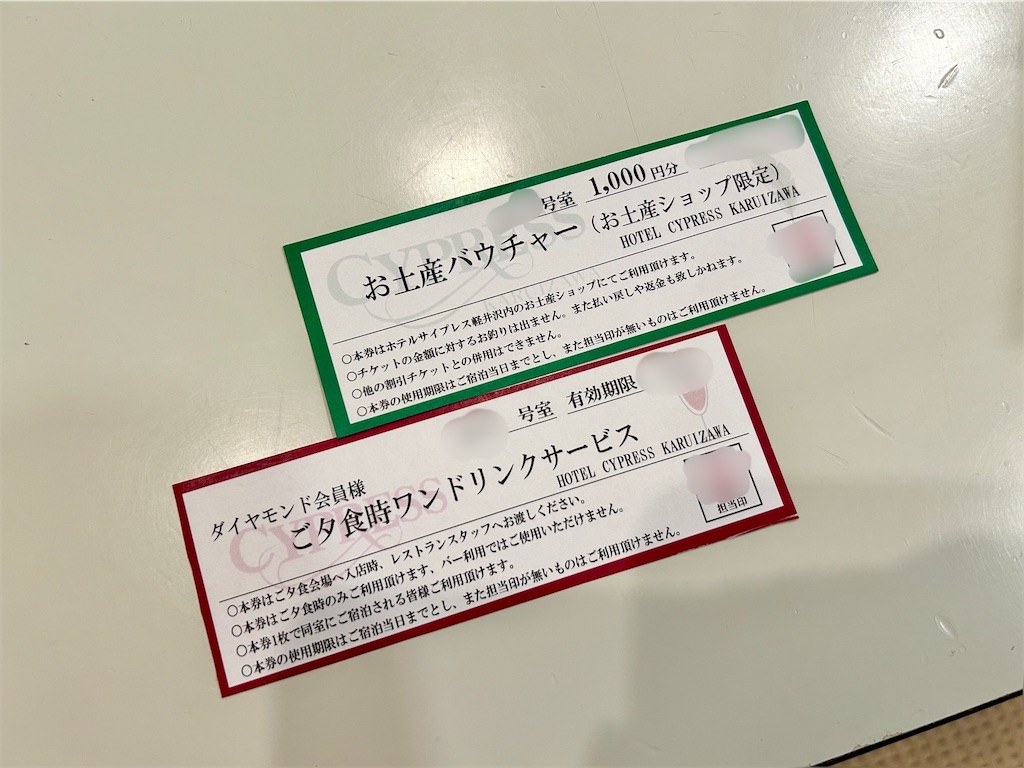 号室 1,000円分
お土産バウチャー（お土産ショップ限定）
HOTEL CYPRESS KARUIZAWA
CYPRESS
KARUIZAWA
○本券はホテルサイプレス軽井沢内のお土産ショップにてご利用頂けます。
○チケットの金額に対するお釣りは出ません。また払い戻しや返金も致しかねます。
○他の割引チケットとの併用はできません。
○本券の使用期限はご宿泊当日までとし、また担当印が無いものはご利用頂けません。
号室 有効期限
ダイヤモンド会員様
ご夕食時ワンドリンクサービス
HOTEL CYPRESS KARUIZAWA
CYPRESS
担当印
○本券はご夕食会場へ入店時、レストランスタッフへお渡しください。
○本券はご夕食時のみご利用頂けます、バー利用ではご使用いただけません。
○本券1枚で同室にご宿泊される皆様ご利用頂けます。
○本券の使用期限はご宿泊当日までとし、また担当印が無いものはご利用頂けません。